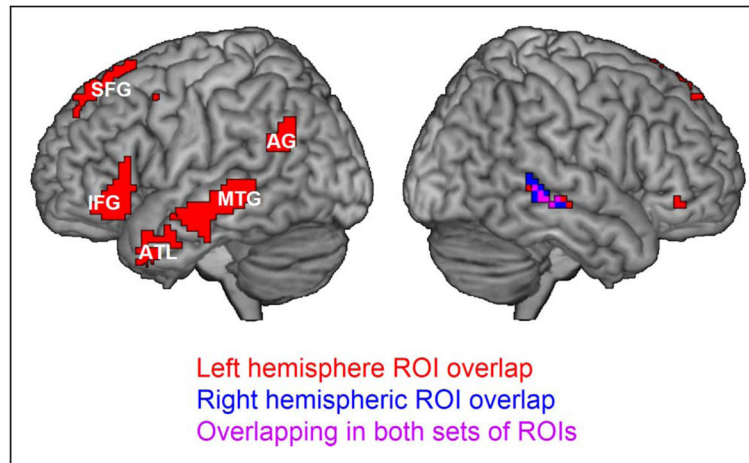 SFG
AG
IFG
MTG
ATL
Left hemisphere ROI overlap
Right hemispheric ROI overlap
Overlapping in both sets of ROIs